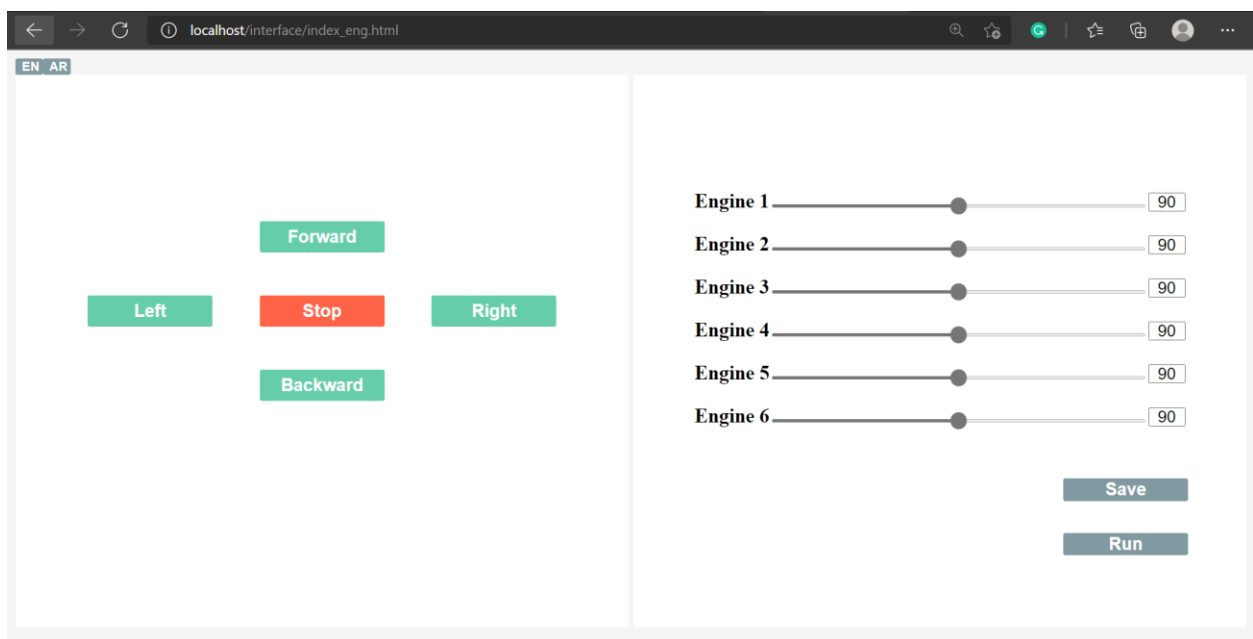 localhost/interface/index_eng.html
G
EN AR
Forward
Left Stop Right
Backward
Engine 1 90
Engine 2 90
Engine 3 90
Engine 4 90
Engine 5 90
Engine 6 90
Save
Run